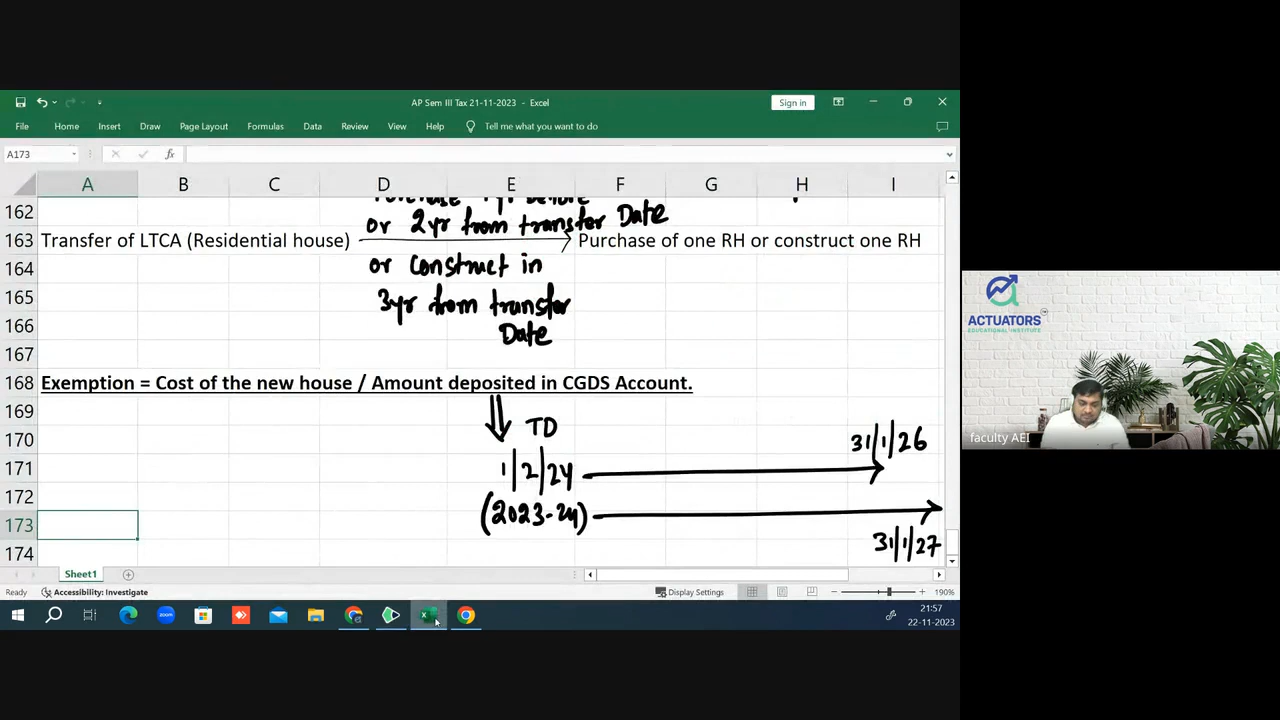 AP Sem III Tax 21-11-2023 - Excel
Sign in
File Home Insert Draw Page Layout Formulas Data Review View Help Tell me what you want to do
A173 fx
A B C D E F G H I
162
or 2yr from transfer Date
163 Transfer of LTCA (Residential house) Purchase of one RH or construct one RH
164 or construct in
165 3yr from transfer
166 Date
167
168 Exemption = Cost of the new house / Amount deposited in CGDS Account.
169
170 TD 31/1/26
171 1/2/24
172 (2023-24)
173
174 31/1/27
Sheet1
Ready Accessibility: Investigate Display Settings 190%
21:57
22-11-2023
ACTUATORS
EDUCATIONAL INSTITUTE
faculty AEI